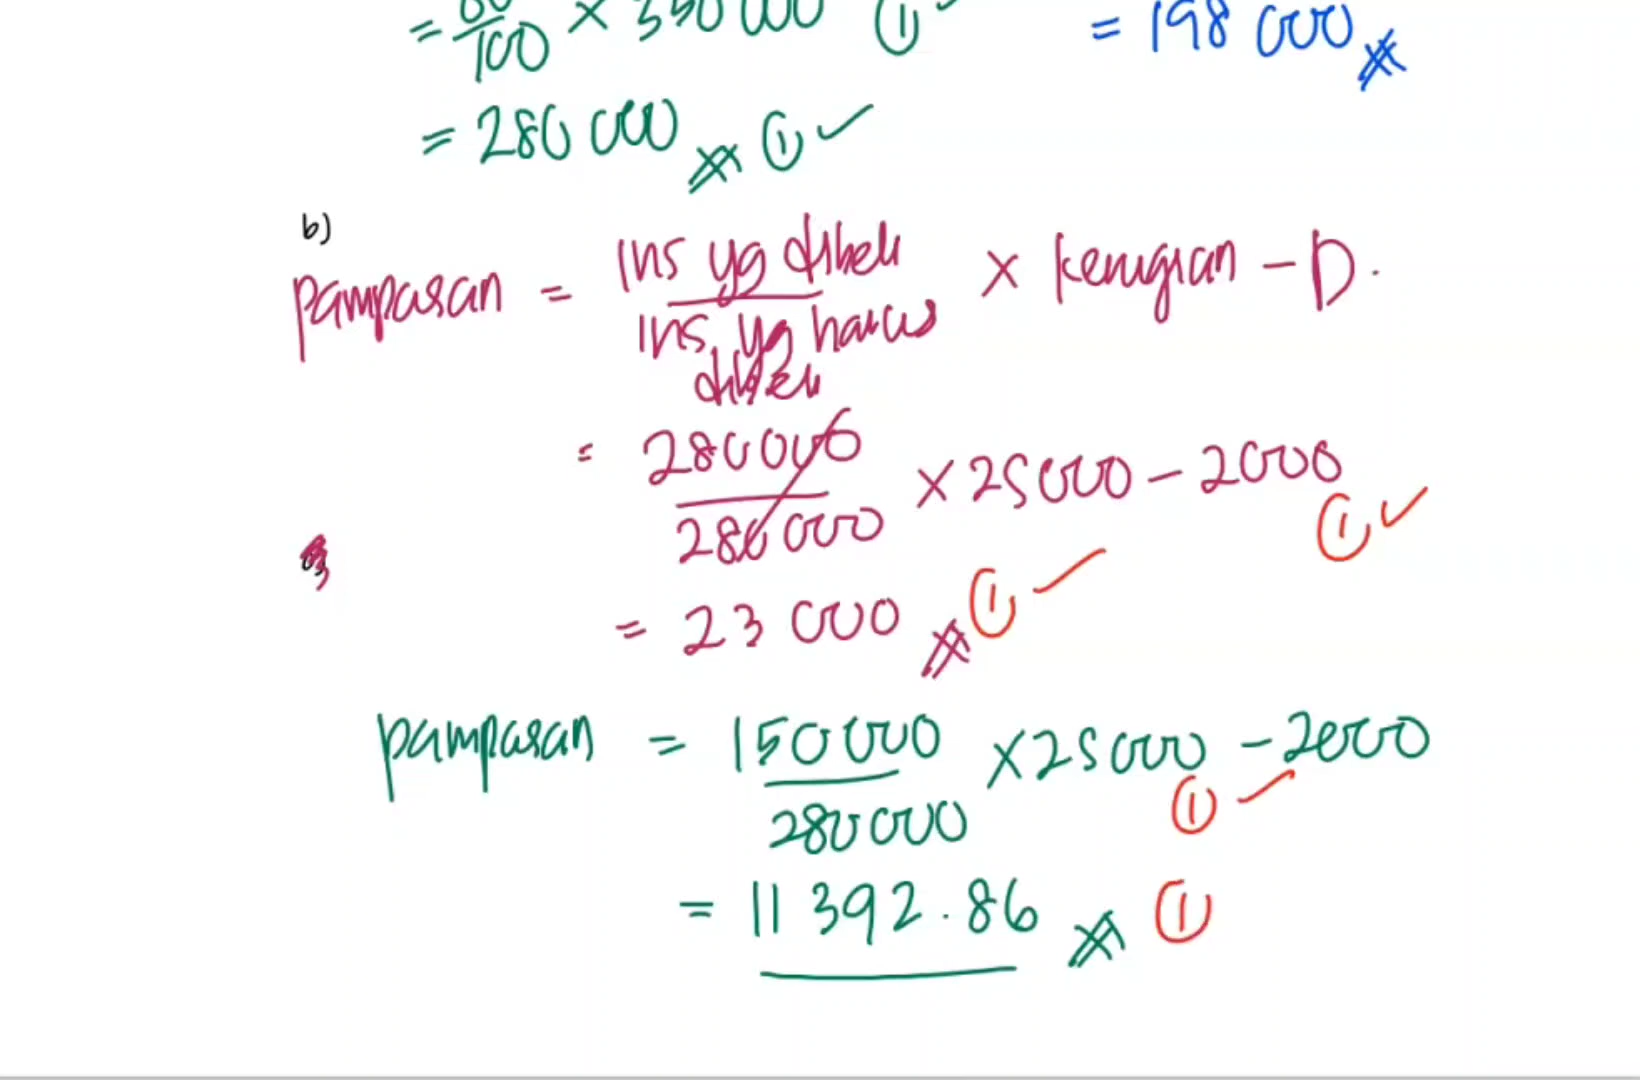 = 80/100 × 350 000 ① ✓
= 198 000
= 280 000 ① ✓
b)
pampasan = Ins yg dibeli / Ins yg harus dibeli × kerugian - D.
= 280000 / 280 000 × 25 000 - 2000
① ✓
= 23 000 ① ✓
pampasan = 150 000 / 280 000 × 25 000 - 2000
① ✓
= 11 392.86 ①